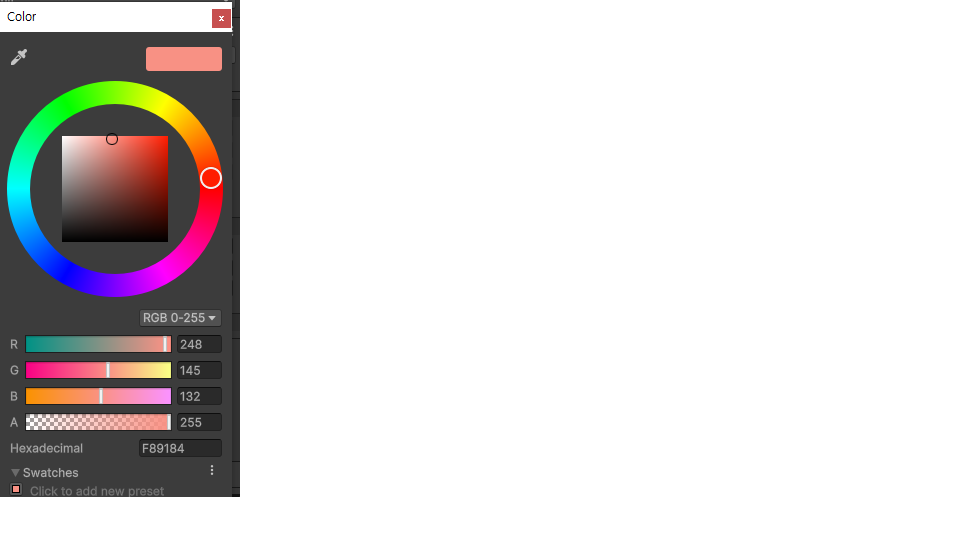 Color
x
RGB 0-255
R 248
G 145
B 132
A 255
Hexadecimal F89184
Swatches
Click to add new preset